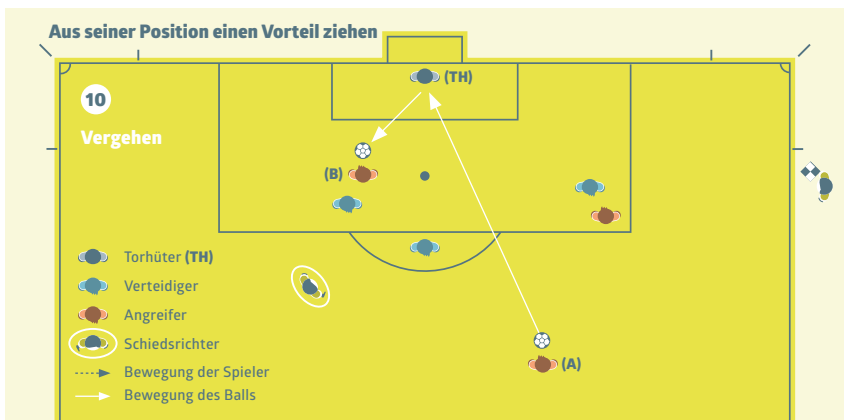 Aus seiner Position einen Vorteil ziehen
(TH)
10
Vergehen
(B)
Torhüter (TH)
Verteidiger
Angreifer
Schiedsrichter
(A)
Bewegung der Spieler
Bewegung des Balls